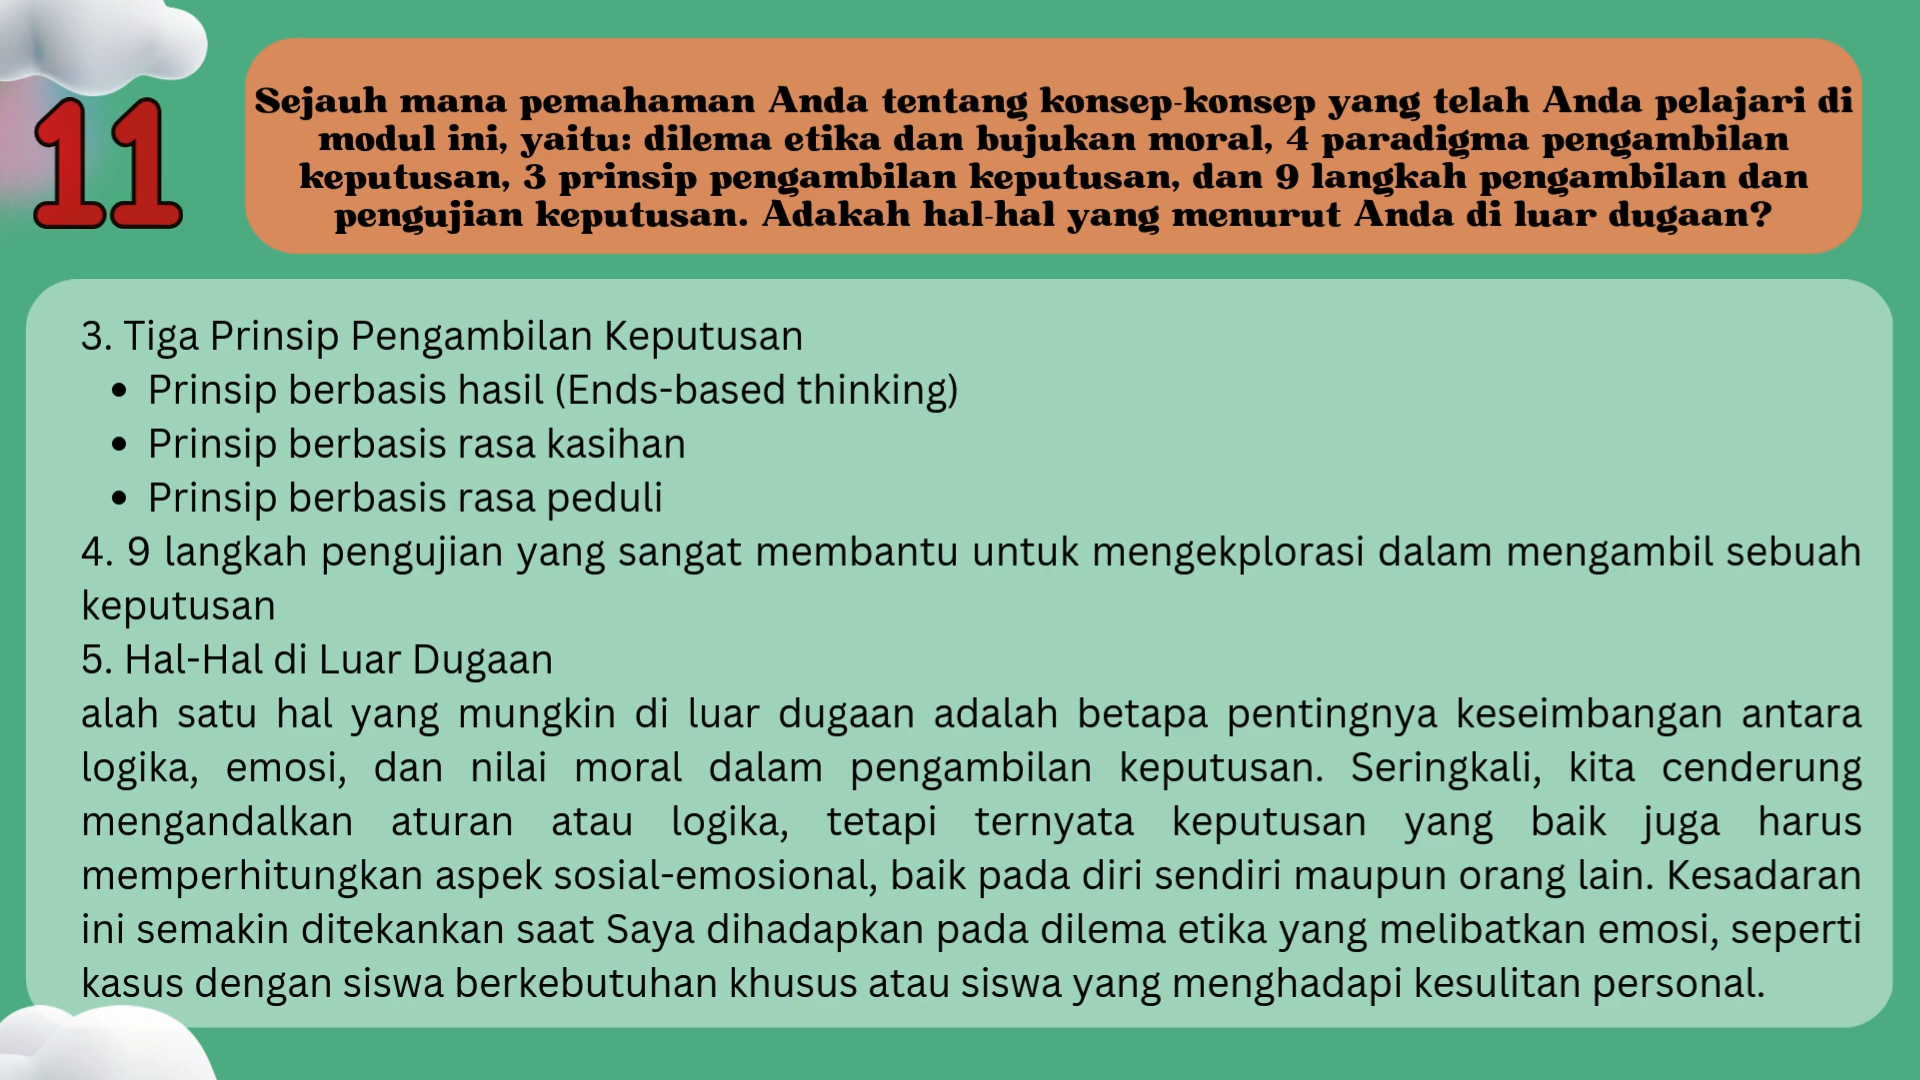 11
Sejauh mana pemahaman Anda tentang konsep-konsep yang telah Anda pelajari di
modul ini, yaitu: dilema etika dan bujukan moral, 4 paradigma pengambilan
keputusan, 3 prinsip pengambilan keputusan, dan 9 langkah pengambilan dan
pengujian keputusan. Adakah hal-hal yang menurut Anda di luar dugaan?
3. Tiga Prinsip Pengambilan Keputusan
• Prinsip berbasis hasil (Ends-based thinking)
• Prinsip berbasis rasa kasihan
• Prinsip berbasis rasa peduli
4. 9 langkah pengujian yang sangat membantu untuk mengekplorasi dalam mengambil sebuah
keputusan
5. Hal-Hal di Luar Dugaan
alah satu hal yang mungkin di luar dugaan adalah betapa pentingnya keseimbangan antara
logika, emosi, dan nilai moral dalam pengambilan keputusan. Seringkali, kita cenderung
mengandalkan aturan atau logika, tetapi ternyata keputusan yang baik juga harus
memperhitungkan aspek sosial-emosional, baik pada diri sendiri maupun orang lain. Kesadaran
ini semakin ditekankan saat Saya dihadapkan pada dilema etika yang melibatkan emosi, seperti
kasus dengan siswa berkebutuhan khusus atau siswa yang menghadapi kesulitan personal.